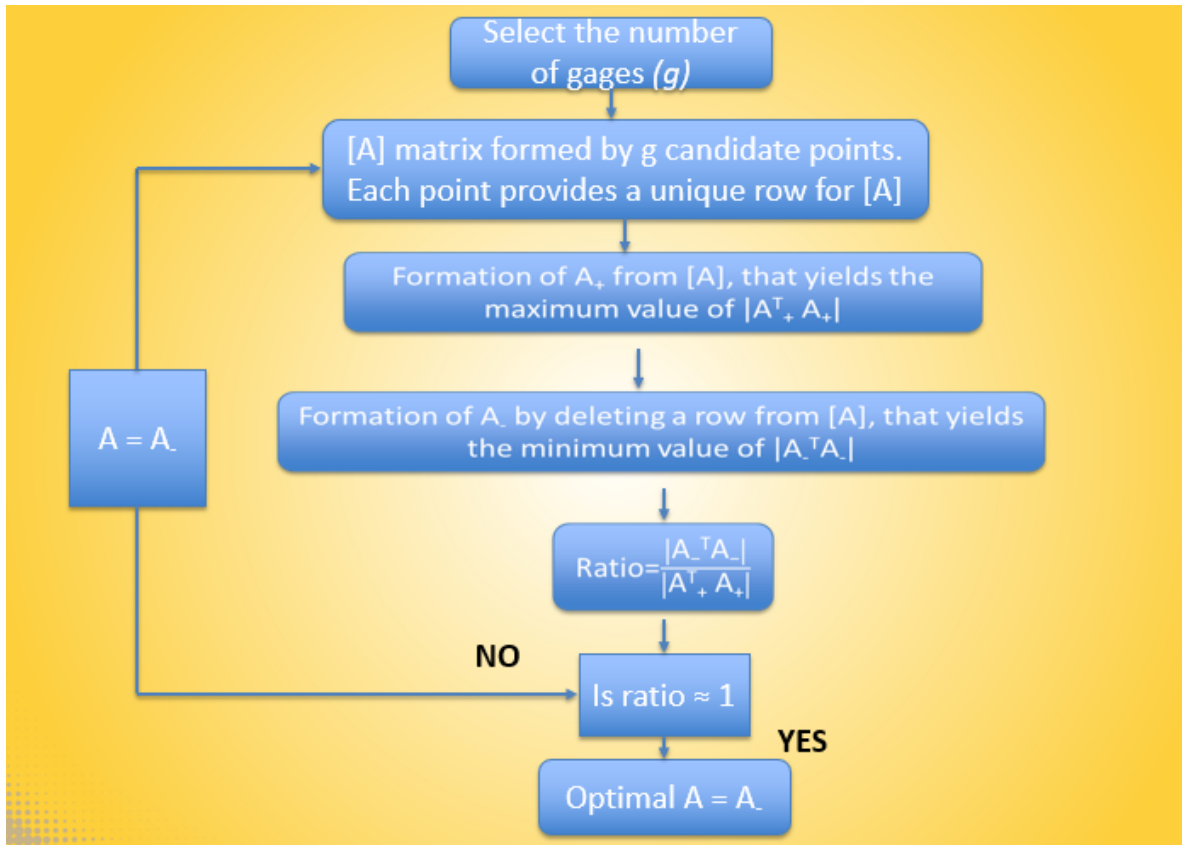 Select the number
of gages (g)
[A] matrix formed by g candidate points.
Each point provides a unique row for [A]
Formation of A₊ from [A], that yields the
maximum value of |Aᵀ₊ A₊|
Formation of A₋ by deleting a row from [A], that yields
the minimum value of |A₋ᵀA₋|
A = A₋
Ratio=|A₋ᵀA₋|
|Aᵀ₊ A₊|
NO
Is ratio ≈ 1
YES
Optimal A = A₋